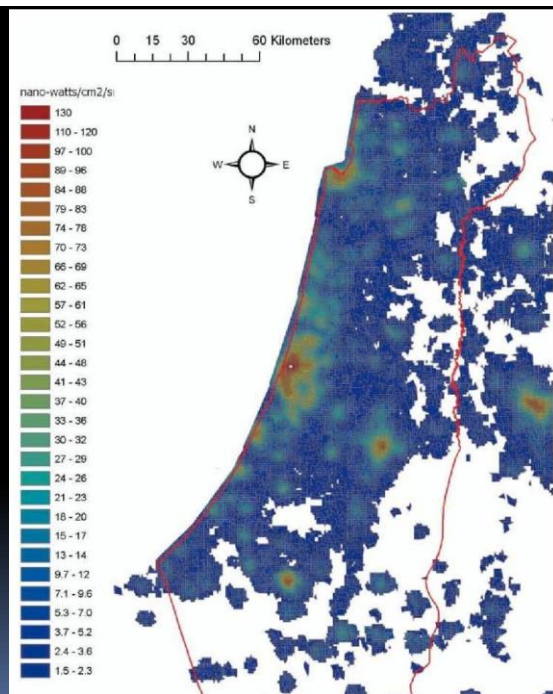 0 15 30 60 Kilometers
nano-watts/cm2/s
130
110 - 120
97 - 100
89 - 96
84 - 88
79 - 83
74 - 78
70 - 73
66 - 69
62 - 65
57 - 61
52 - 56
49 - 51
44 - 48
41 - 43
37 - 40
33 - 36
30 - 32
27 - 29
24 - 26
21 - 23
18 - 20
15 - 17
13 - 14
9.7 - 12
7.1 - 9.6
5.3 - 7.0
3.7 - 5.2
2.4 - 3.6
1.5 - 2.3
N
W E
S